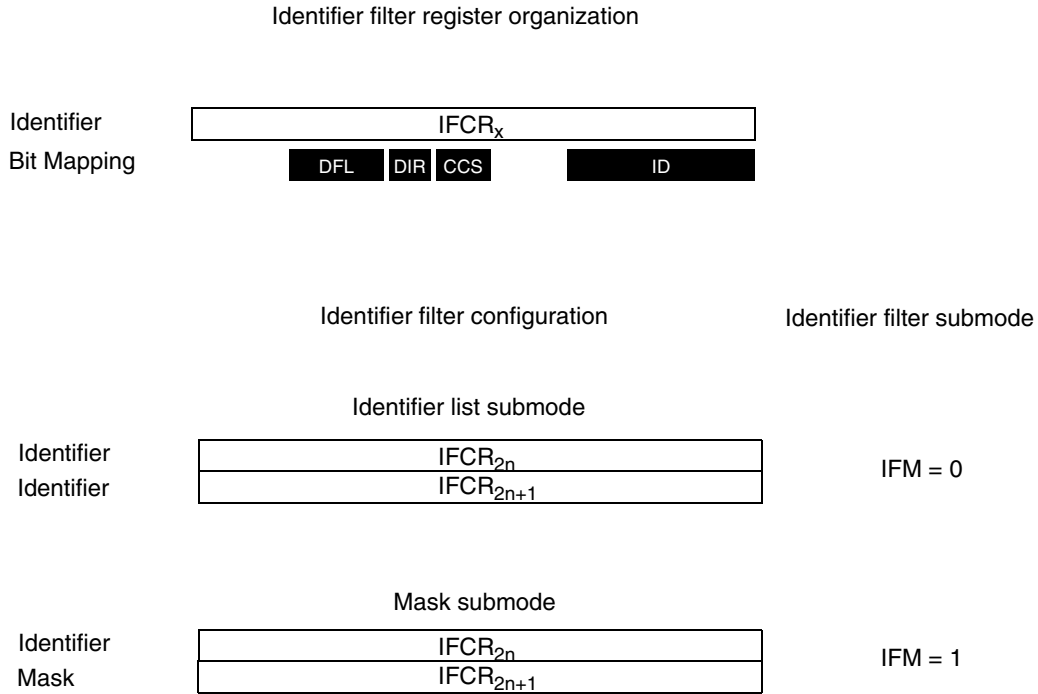 Identifier filter register organization
Identifier IFCRx
Bit Mapping DFL DIR CCS ID
Identifier filter configuration Identifier filter submode
Identifier list submode
Identifier IFCR2n
Identifier IFCR2n+1
IFM = 0
Mask submode
Identifier IFCR2n
Mask IFCR2n+1
IFM = 1